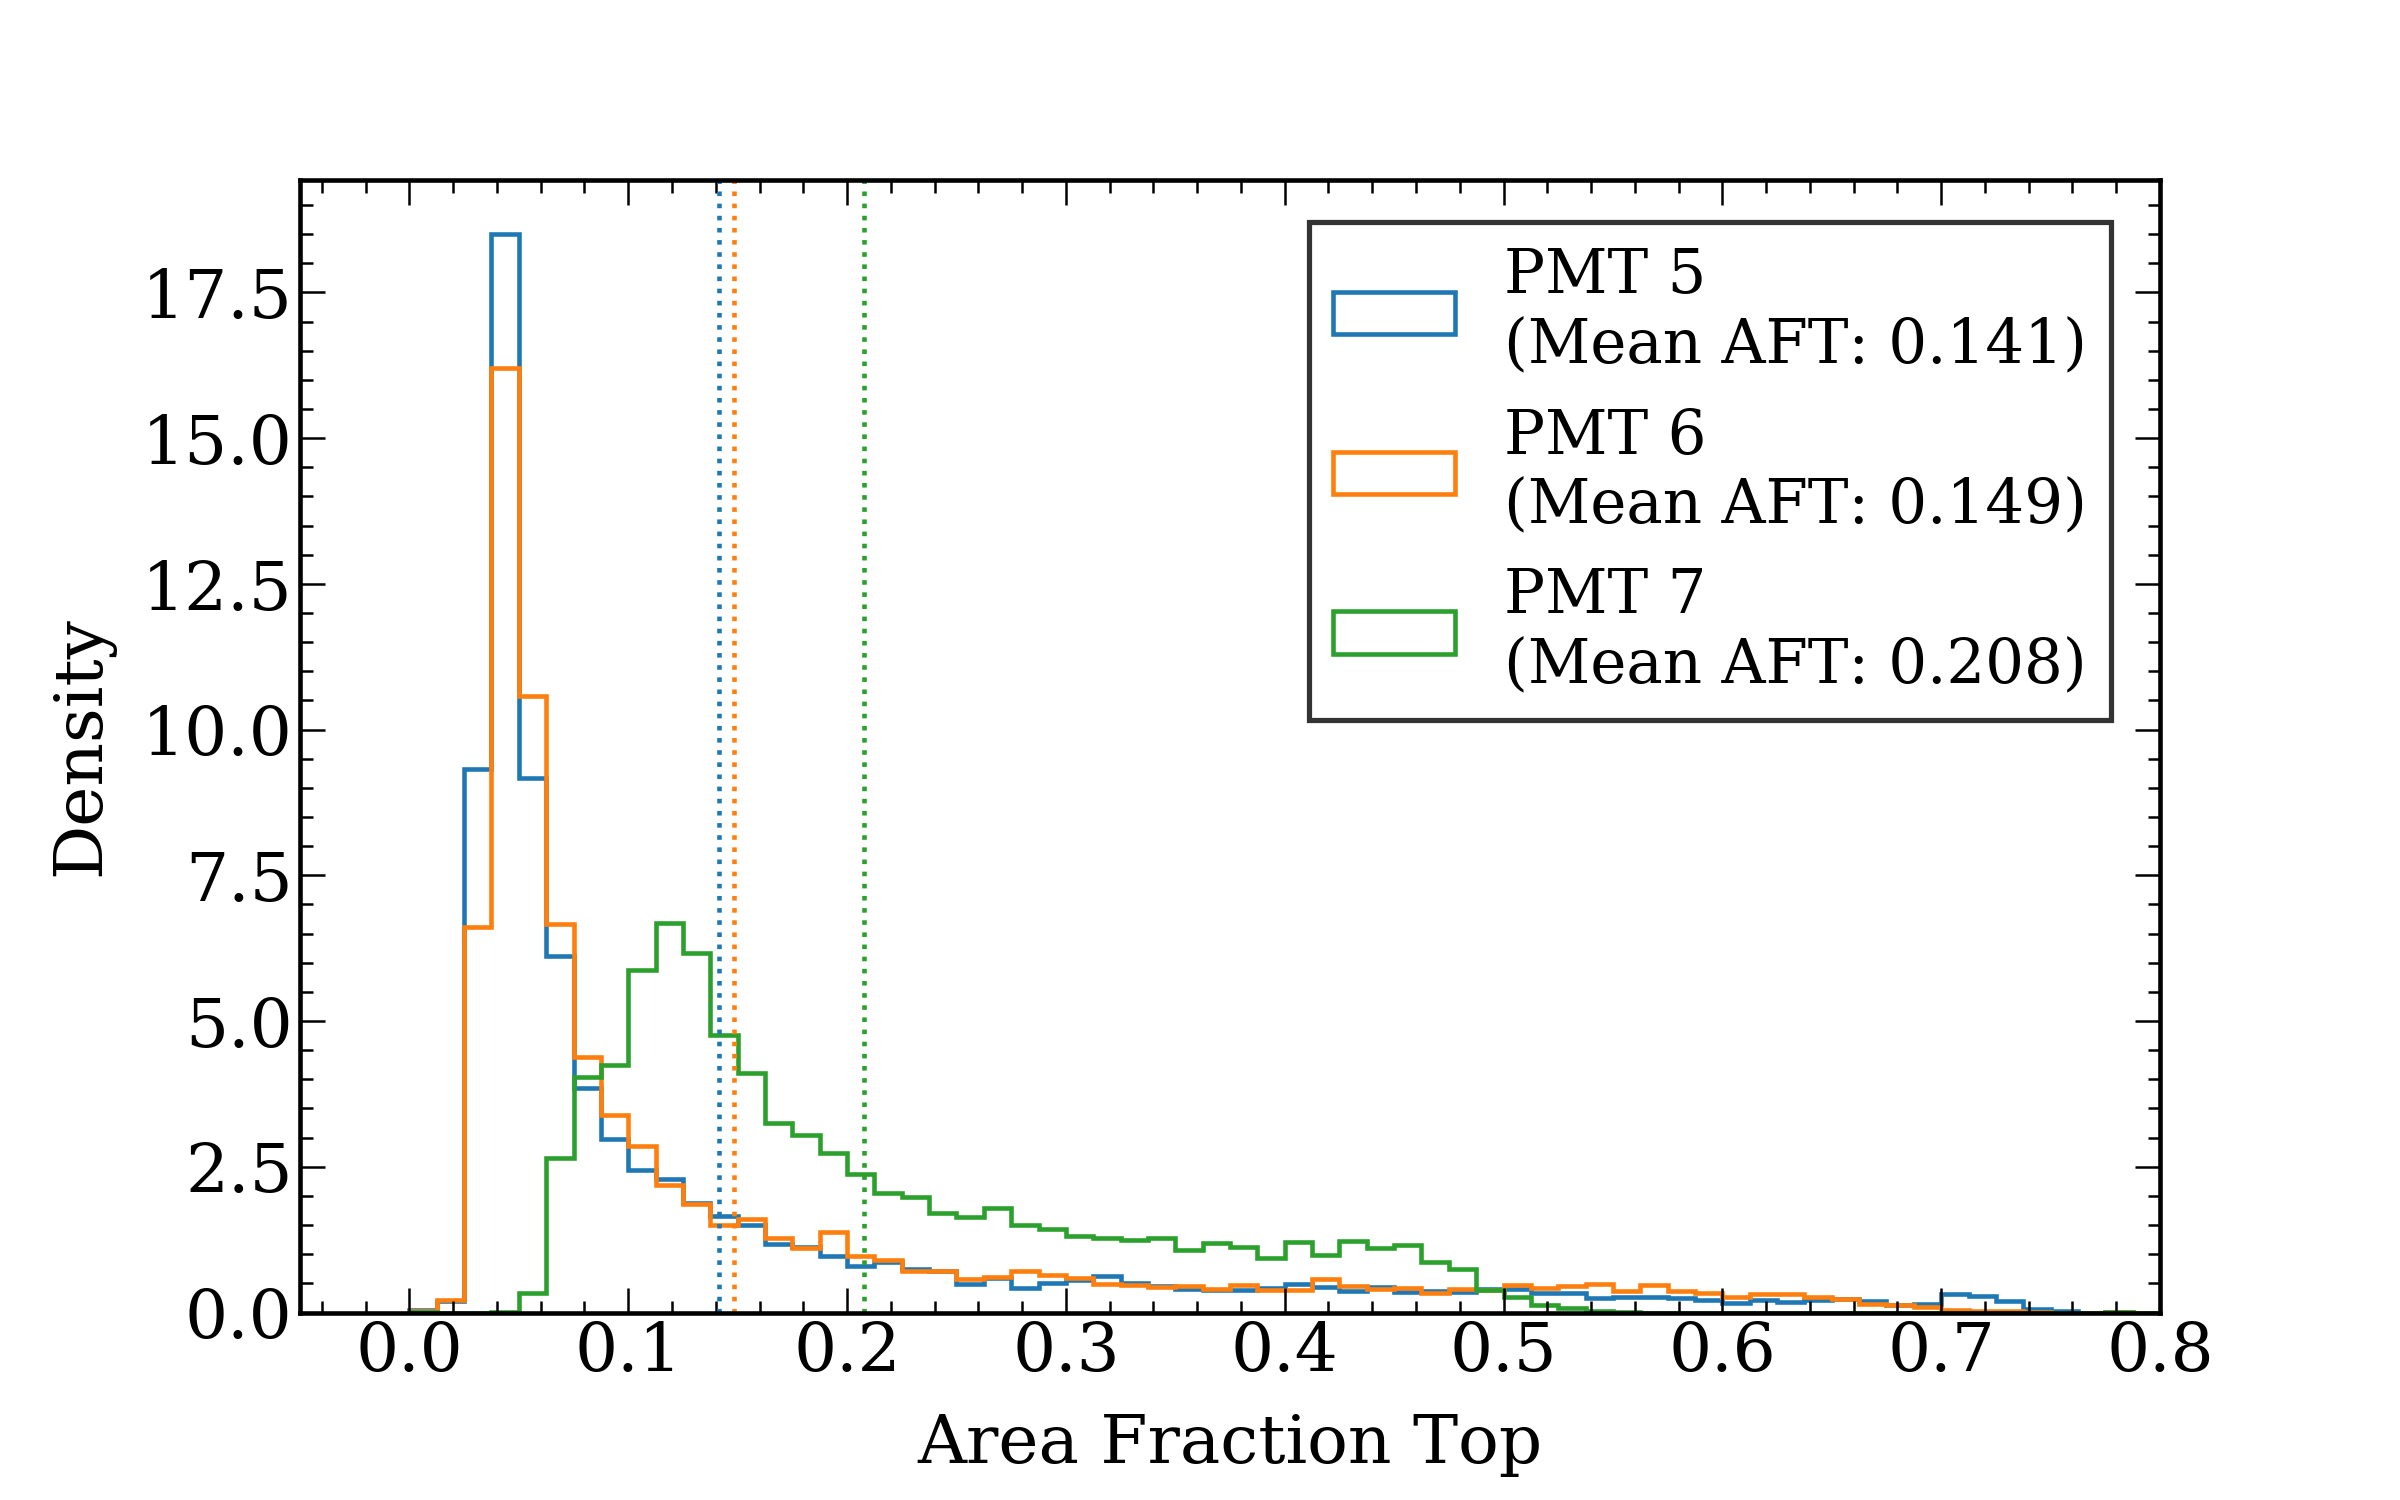 17.5
15.0
12.5
10.0
7.5
5.0
2.5
0.0
Density
PMT 5
(Mean AFT: 0.141)
PMT 6
(Mean AFT: 0.149)
PMT 7
(Mean AFT: 0.208)
0.0 0.1 0.2 0.3 0.4 0.5 0.6 0.7 0.8
Area Fraction Top